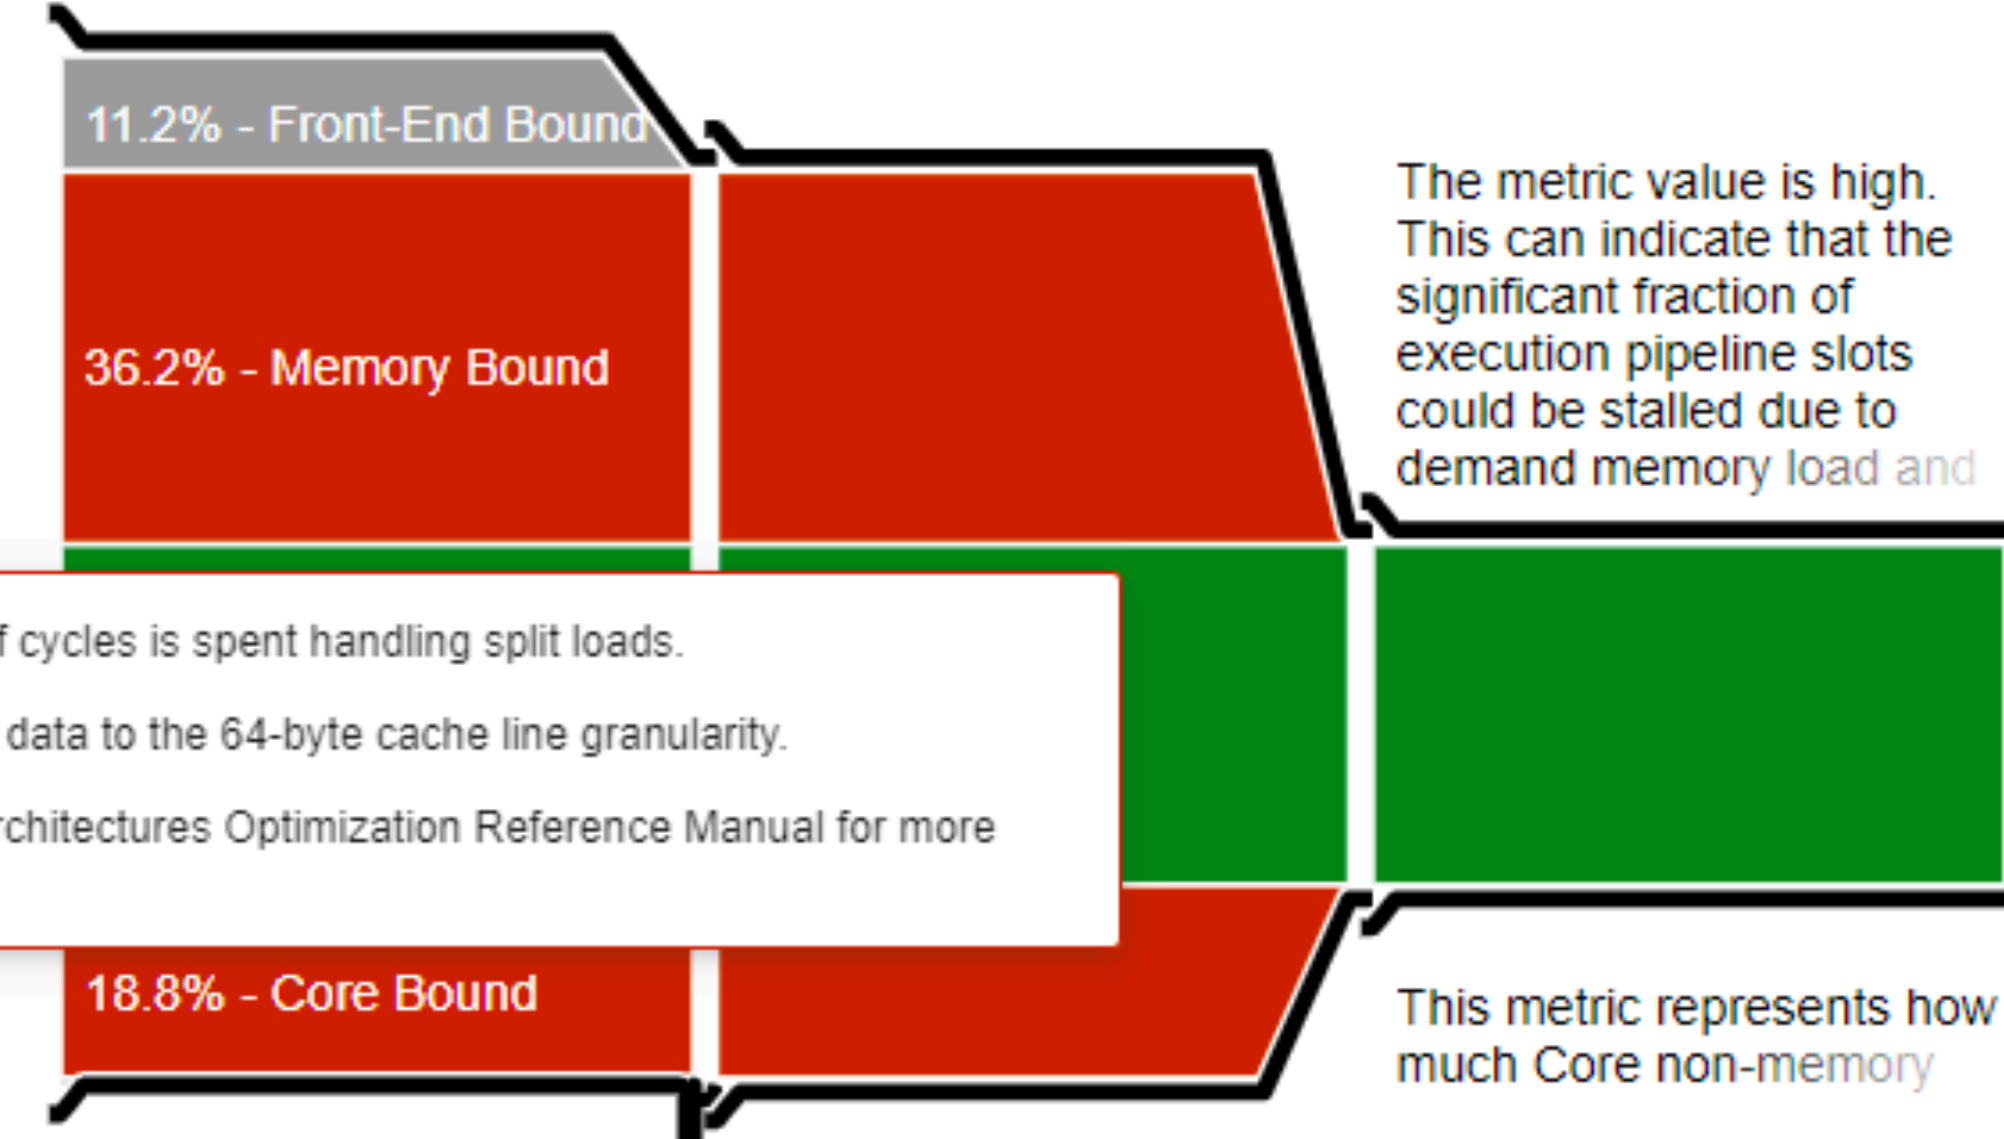 11.2% - Front-End Bound
36.2% - Memory Bound
The metric value is high.
This can indicate that the
significant fraction of
execution pipeline slots
could be stalled due to
demand memory load and
cycles is spent handling split loads.
data to the 64-byte cache line granularity.
rchitectures Optimization Reference Manual for more
18.8% - Core Bound
This metric represents how
much Core non-memory